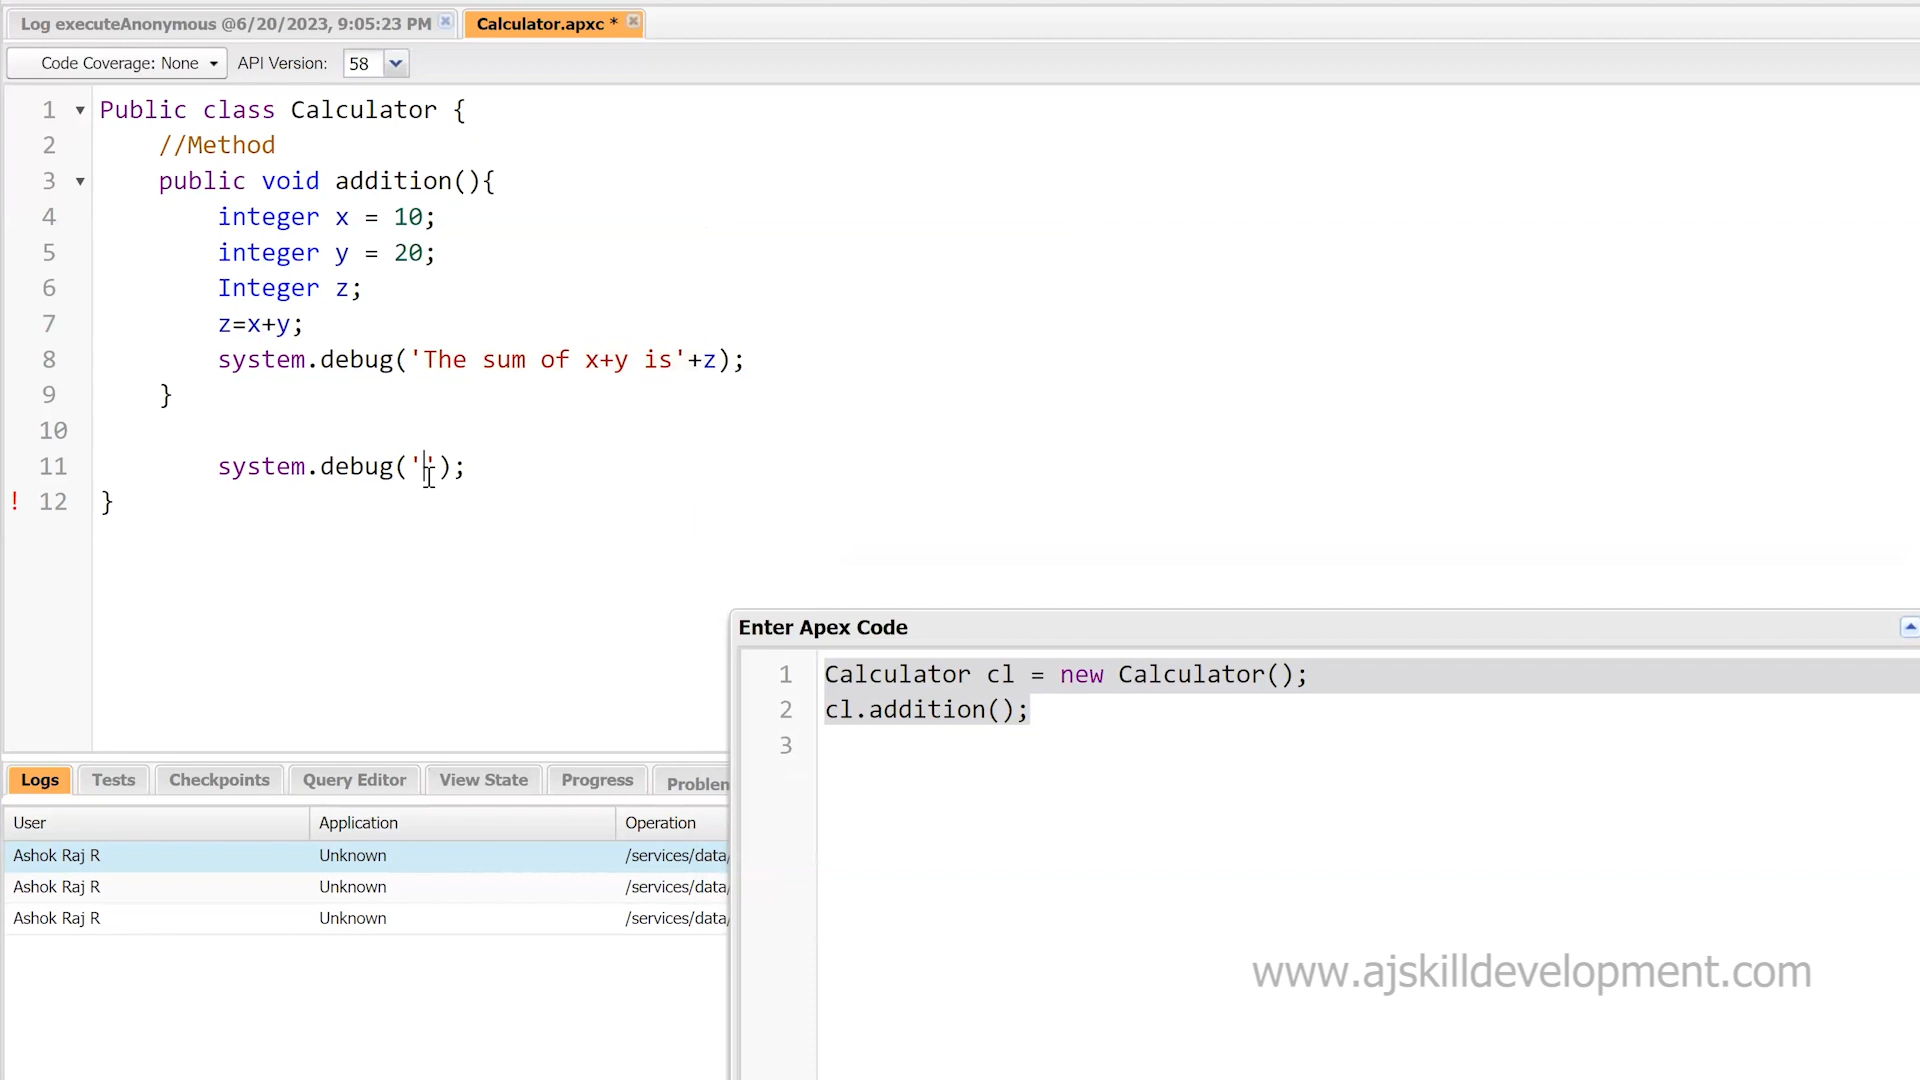 Log executeAnonymous @6/20/2023, 9:05:23 PM
Calculator.apxc *
Code Coverage: None
API Version:
58
1
Public class Calculator {
2
//Method
3
public void addition(){
4
integer x = 10;
5
integer y = 20;
6
Integer z;
7
z=x+y;
8
system.debug('The sum of x+y is'+z);
9
}
10
11
system.debug('');
! 12
}
Enter Apex Code
1
Calculator cl = new Calculator();
2
cl.addition();
3
Logs
Tests
Checkpoints
Query Editor
View State
Progress
Problem
User
Application
Operation
Ashok Raj R
Unknown
/services/data/
Ashok Raj R
Unknown
/services/data/
Ashok Raj R
Unknown
/services/data/
www.ajskilldevelopment.com